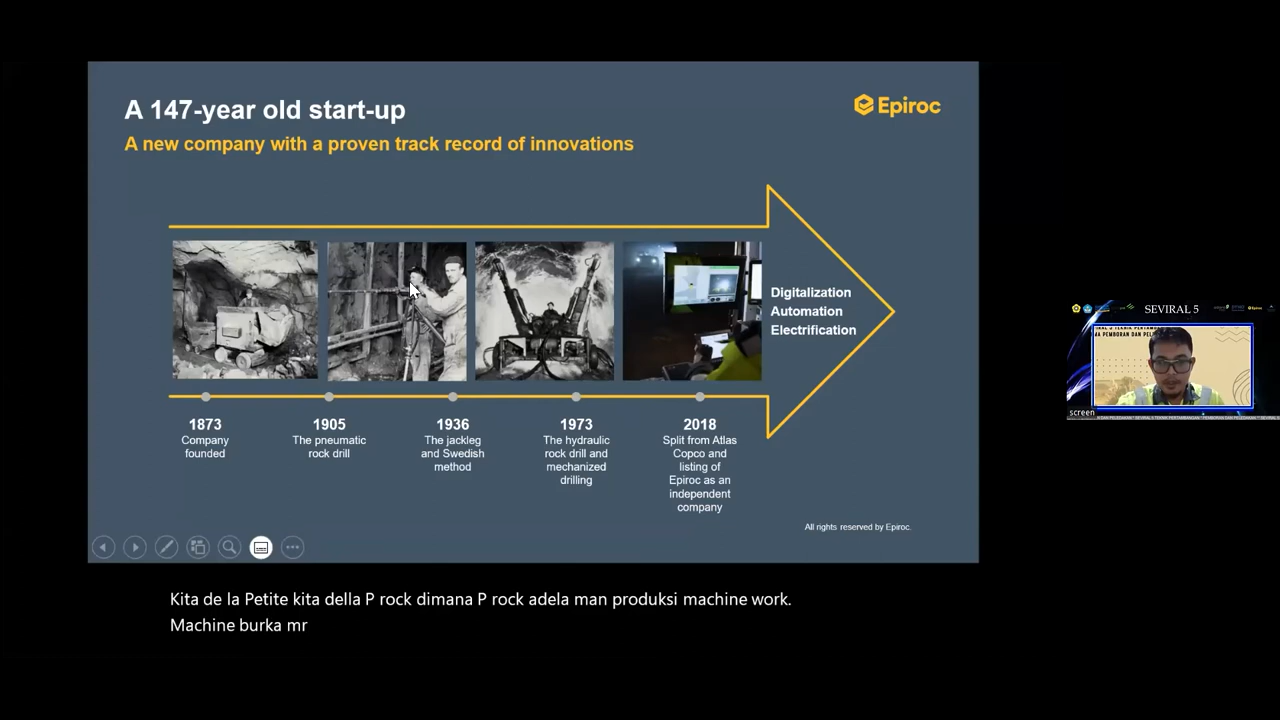 A 147-year old start-up
Epiroc
A new company with a proven track record of innovations
Digitalization
Automation
Electrification
1873
Company
founded
1905
The pneumatic
rock drill
1936
The jackleg
and Swedish
method
1973
The hydraulic
rock drill and
mechanized
drilling
2018
Split from Atlas
Copco and
listing of
Epiroc as an
independent
company
All rights reserved by Epiroc.
SEVIRAL 5
screen
Kita de la Petite kita della P rock dimana P rock adela man produksi machine work.
Machine burka mr